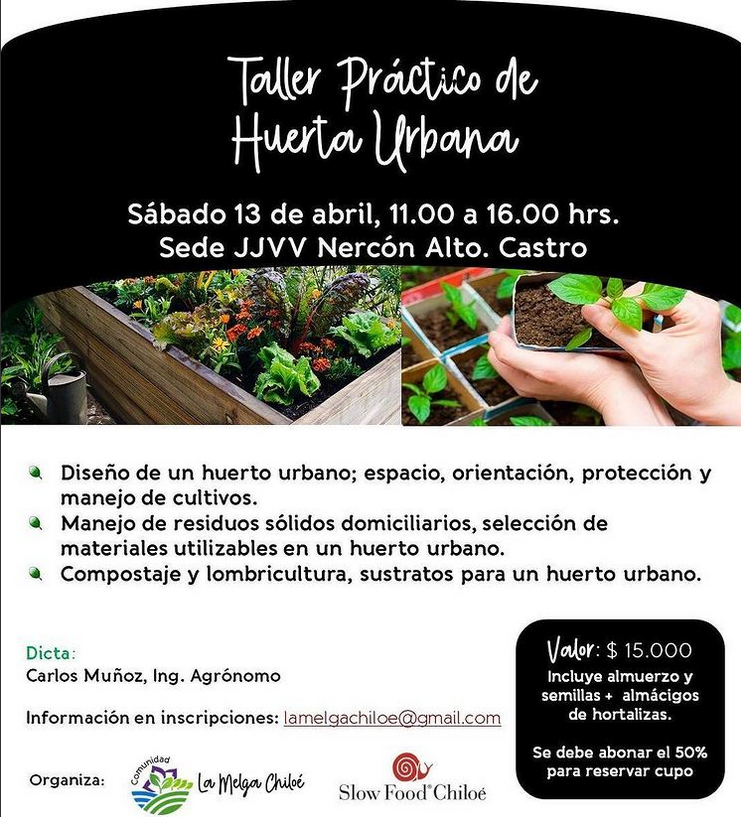 Taller Práctico de
Huerta Urbana
Sábado 13 de abril, 11.00 a 16.00 hrs.
Sede JJVV Nercón Alto. Castro
Diseño de un huerto urbano; espacio, orientación, protección y
manejo de cultivos.
Manejo de residuos sólidos domiciliarios, selección de
materiales utilizables en un huerto urbano.
Compostaje y lombricultura, sustratos para un huerto urbano.
Dicta:
Carlos Muñoz, Ing. Agrónomo
Información en inscripciones: lamelgachiloe@gmail.com
Valor: $ 15.000
Incluye almuerzo y
semillas + almácigos
de hortalizas.
Se debe abonar el 50%
para reservar cupo
Organiza:
Comunidad
La Melga Chiloé
Slow Food® Chiloé